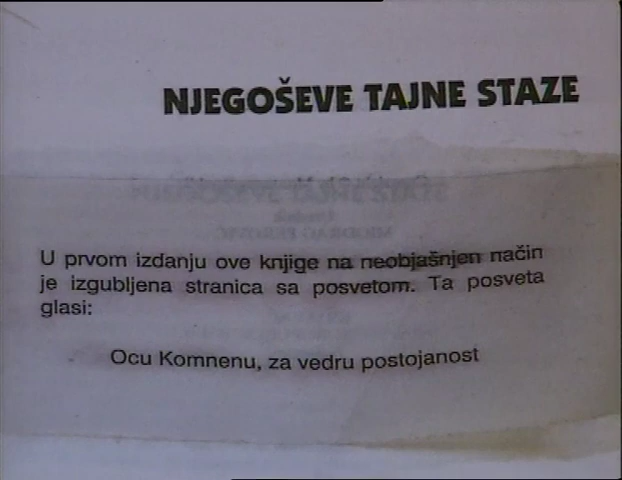 NJEGOŠEVE TAJNE STAZE
U prvom izdanju ove knjige na neobjašnjen način
je izgubljena stranica sa posvetom. Ta posveta
glasi:
Ocu Komnenu, za vedru postojanost